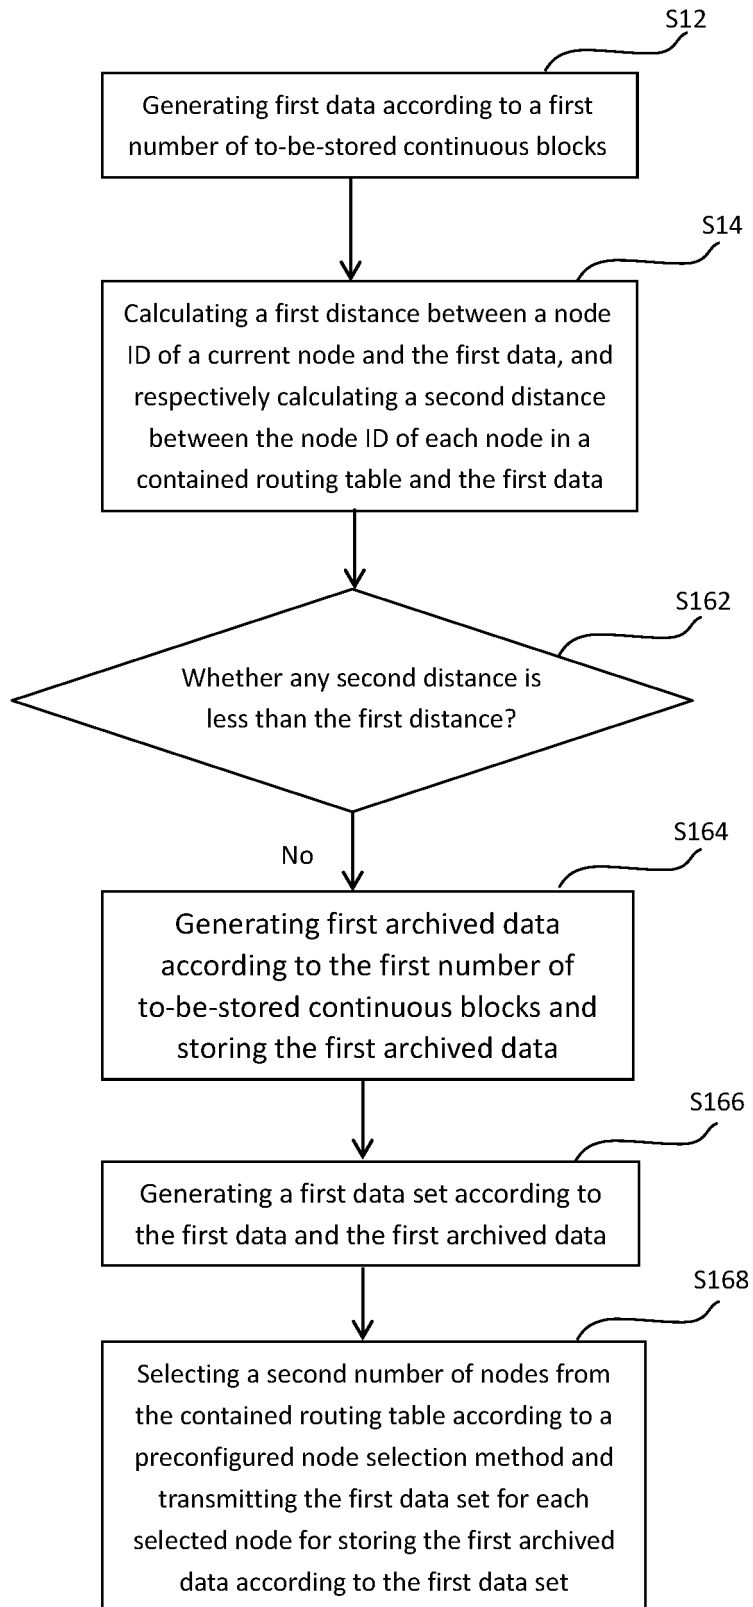 S12
Generating first data according to a first
number of to-be-stored continuous blocks
S14
Calculating a first distance between a node
ID of a current node and the first data, and
respectively calculating a second distance
between the node ID of each node in a
contained routing table and the first data
S162
Whether any second distance is
less than the first distance?
No
S164
Generating first archived data
according to the first number of
to-be-stored continuous blocks and
storing the first archived data
S166
Generating a first data set according to
the first data and the first archived data
S168
Selecting a second number of nodes from
the contained routing table according to a
preconfigured node selection method and
transmitting the first data set for each
selected node for storing the first archived
data according to the first data set